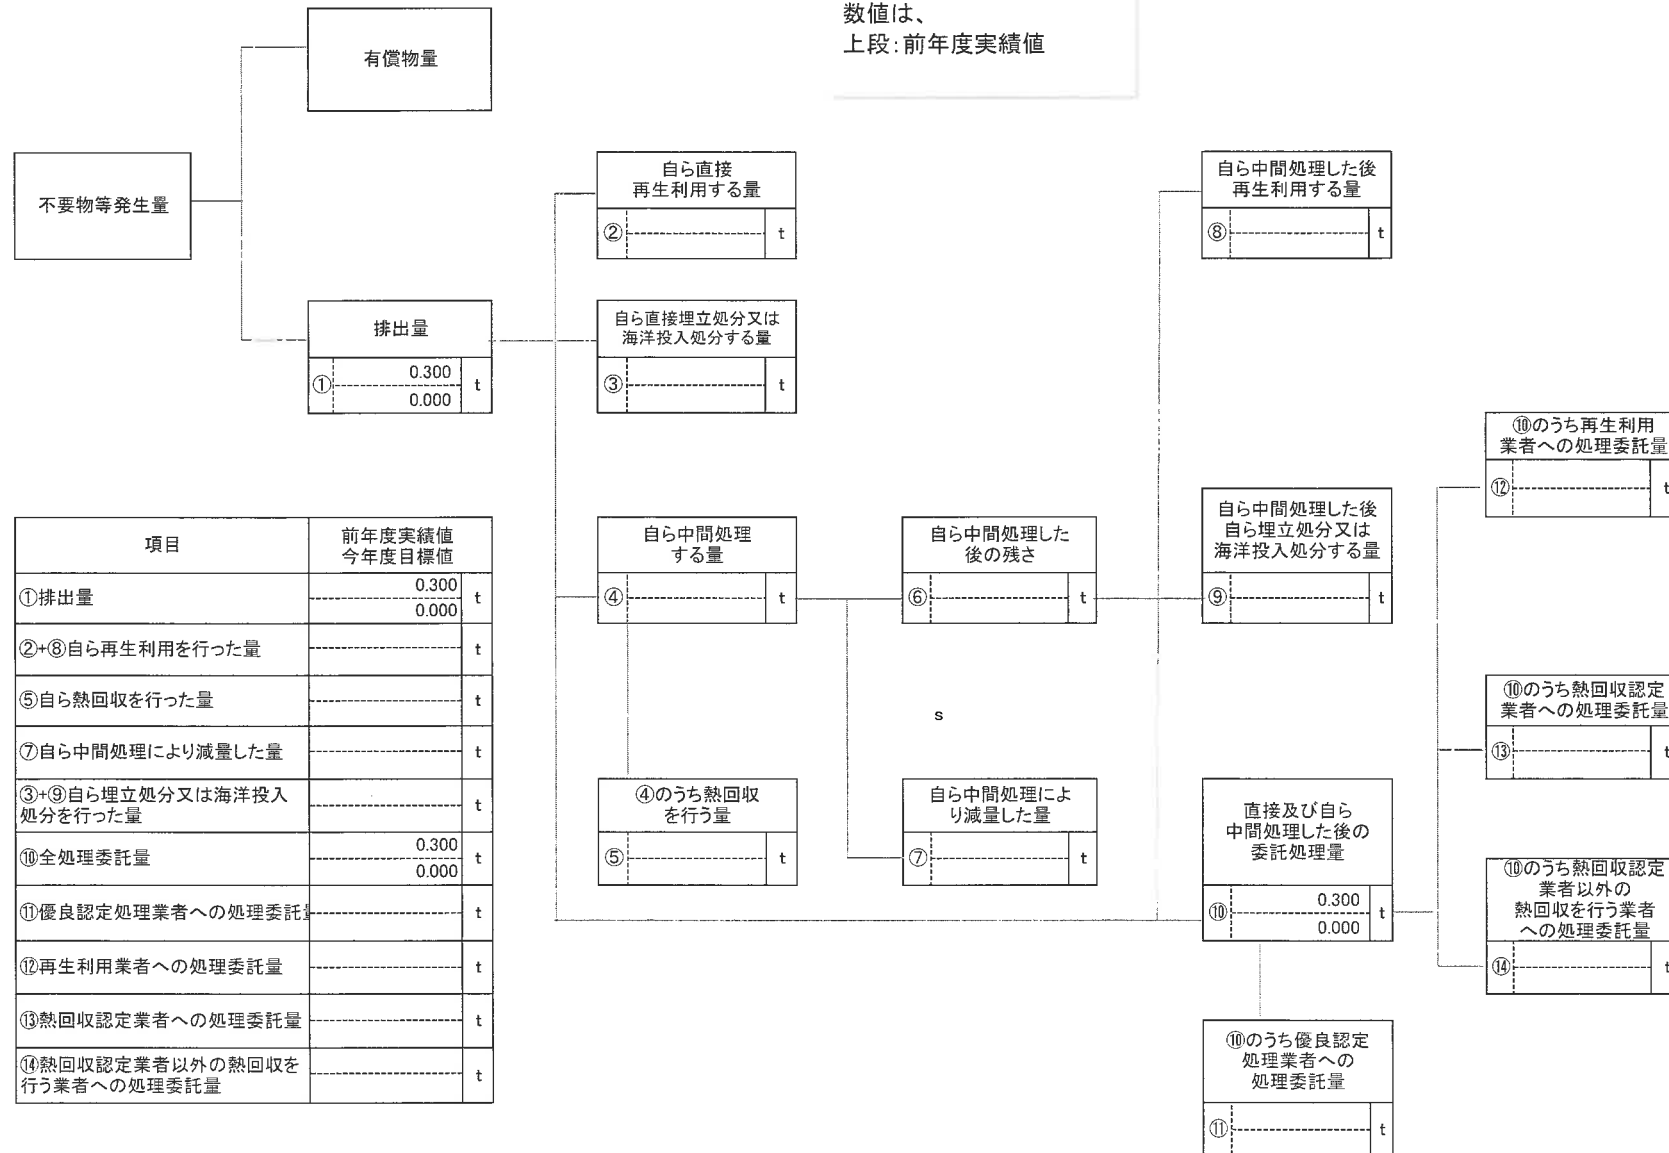 数値は、
上段:前年度実績値
有償物量
不要物等発生量
排出量
① 0.300 t
0.000
自ら直接
再生利用する量
② t
自ら直接埋立処分又は
海洋投入処分する量
③ t
自ら中間処理した後
再生利用する量
⑧ t
自ら中間処理
する量
④ t
自ら中間処理した
後の残さ
⑥ t
自ら中間処理した後
自ら埋立処分又は
海洋投入処分する量
⑨ t
⑩のうち再生利用
業者への処理委託量
⑫ t
⑩のうち熱回収認定
業者への処理委託量
⑬ t
s
④のうち熱回収
を行う量
⑤ t
自ら中間処理によ
り減量した量
⑦ t
直接及び自ら
中間処理した後の
委託処理量
⑩ 0.300 t
0.000
⑩のうち熱回収認定
業者以外の
熱回収を行う業者
への処理委託量
⑭ t
⑩のうち優良認定
処理業者への
処理委託量
⑪ t
項目 前年度実績値
今年度目標値
①排出量 0.300 t
0.000
②+⑧自ら再生利用を行った量 t
⑤自ら熱回収を行った量 t
⑦自ら中間処理により減量した量 t
③+⑨自ら埋立処分又は海洋投入
処分を行った量 t
⑩全処理委託量 0.300 t
0.000
⑪優良認定処理業者への処理委託 t
⑫再生利用業者への処理委託量 t
⑬熱回収認定業者への処理委託量 t
⑭熱回収認定業者以外の熱回収を
行う業者への処理委託量 t